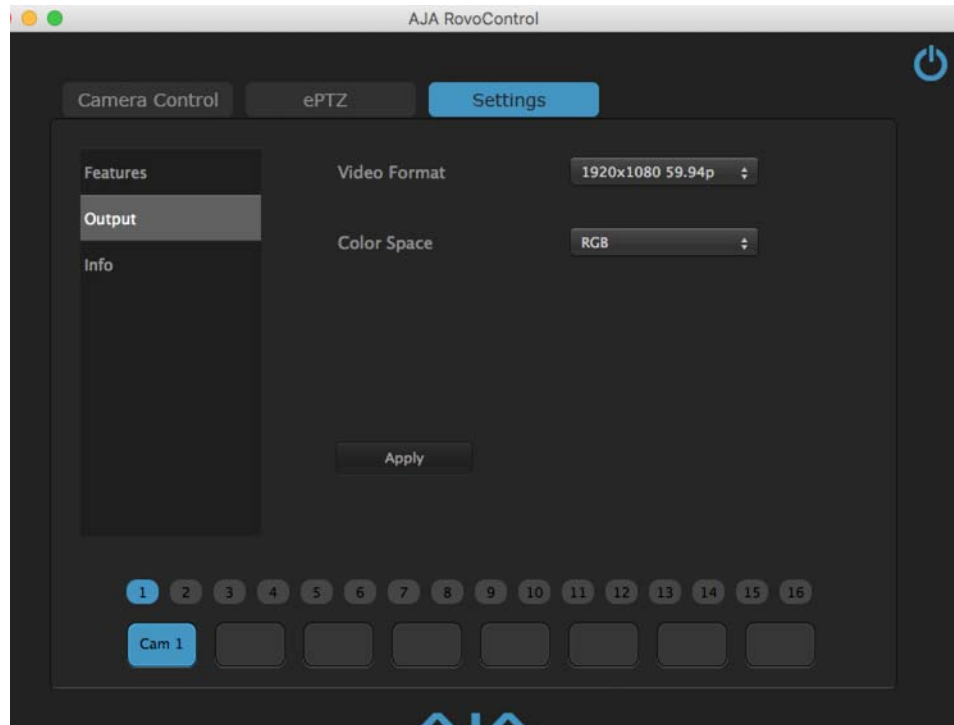 AJA RovoControl
Camera Control ePTZ Settings
Features
Output
Info
Video Format 1920x1080 59.94p
Color Space RGB
Apply
1 2 3 4 5 6 7 8 9 10 11 12 13 14 15 16
Cam 1
AJA